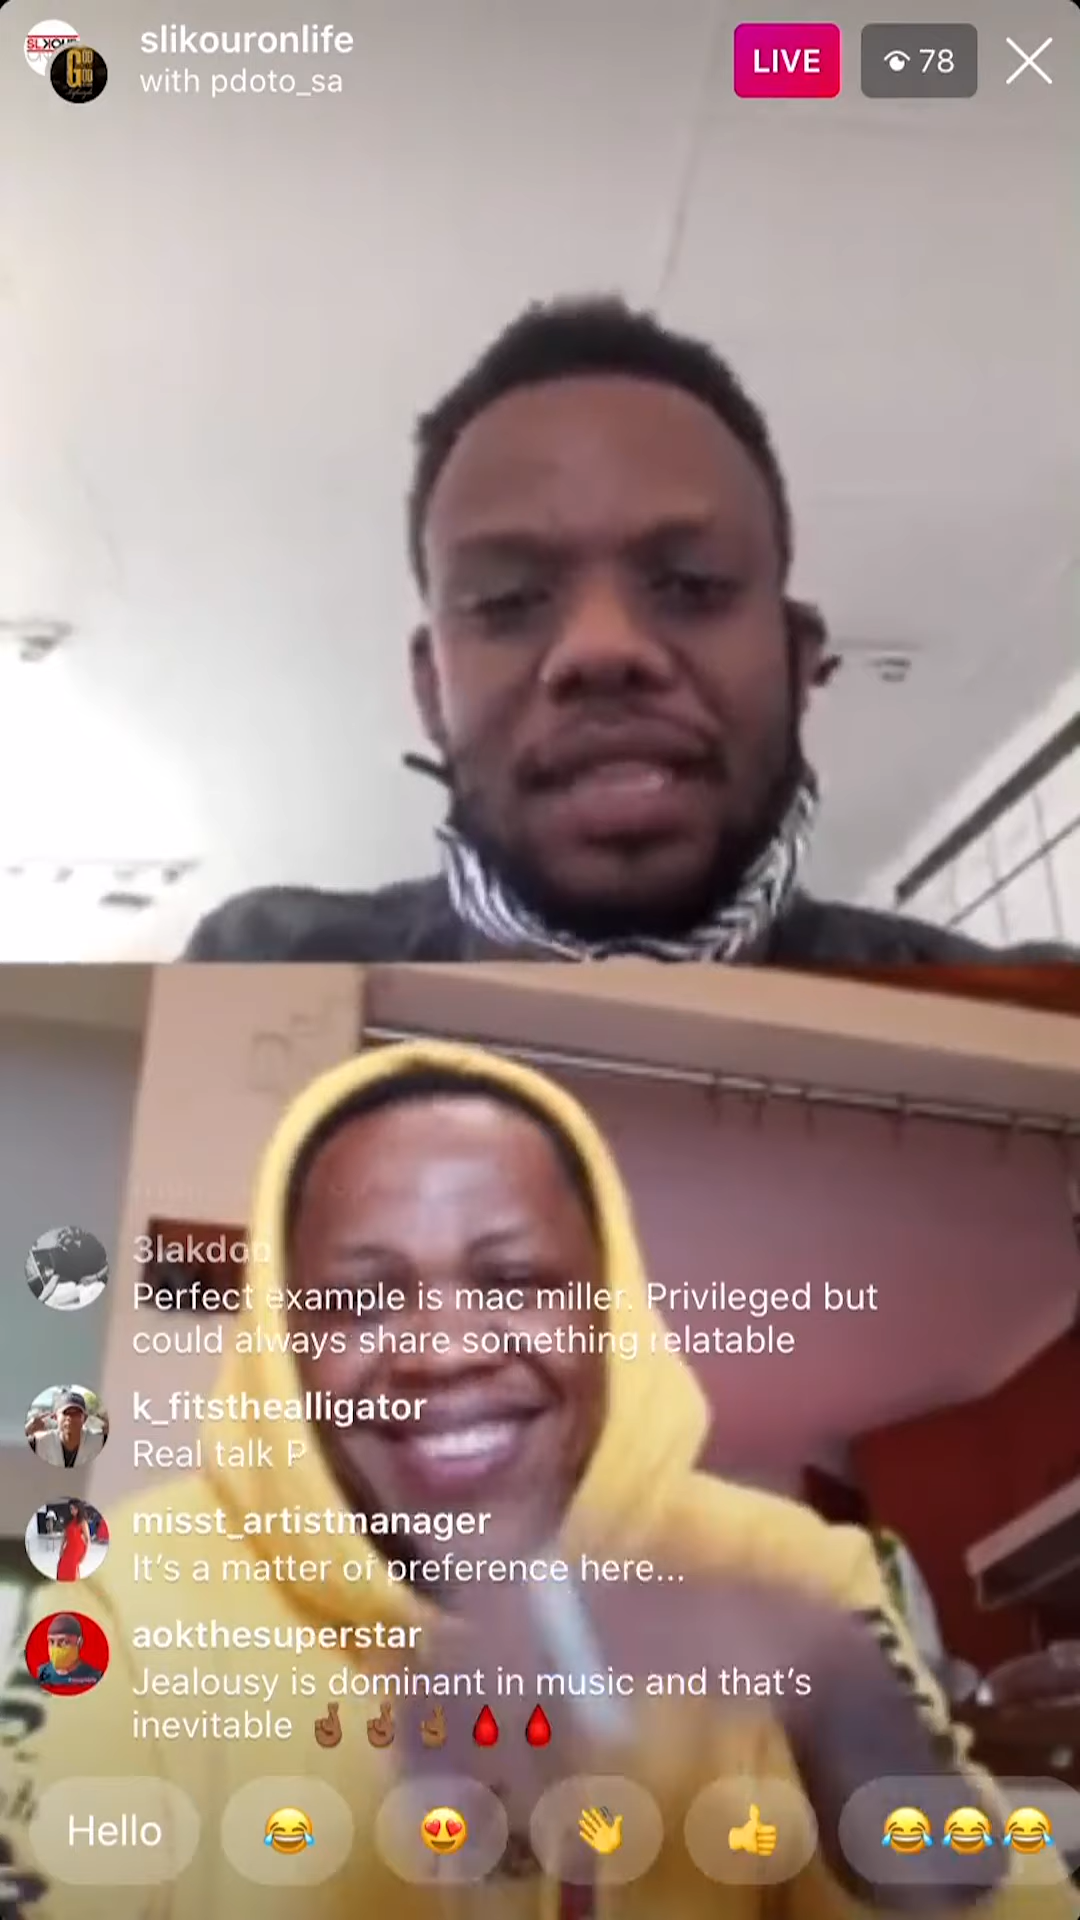 slikouronlife
with pdoto_sa
LIVE
78
3lakdob
Perfect example is mac miller. Privileged but
could always share something relatable
k_fitsthealligator
Real talk P
misst_artistmanager
It's a matter of preference here...
aokthesuperstar
Jealousy is dominant in music and that's
inevitable 🤞🏾🤞🏾🤞🏾🩸🩸
Hello 😂 😍 👋 👍 😂😂😂